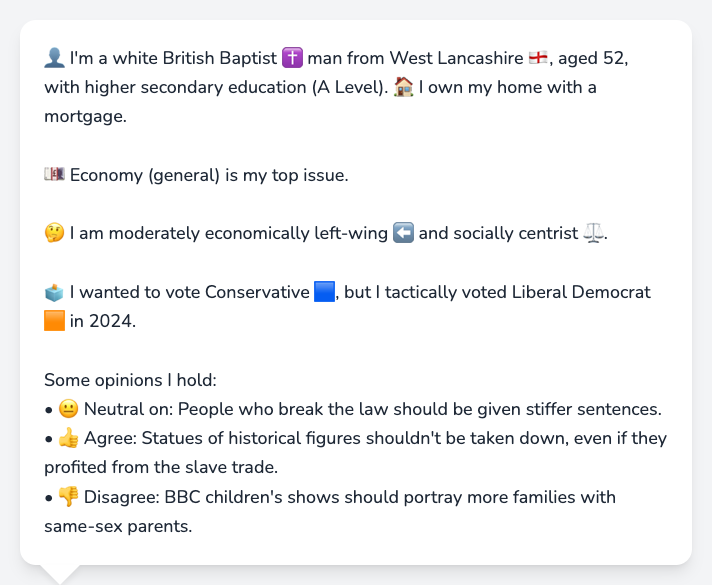 👤 I'm a white British Baptist ✝️ man from West Lancashire 🏴󠁧󠁢󠁥󠁮󠁧󠁿, aged 52,
with higher secondary education (A Level). 🏠 I own my home with a
mortgage.
💷 Economy (general) is my top issue.
🤔 I am moderately economically left-wing ⬅️ and socially centrist ⚖️.
🗳️ I wanted to vote Conservative 🟦, but I tactically voted Liberal Democrat
🟧 in 2024.
Some opinions I hold:
• 😐 Neutral on: People who break the law should be given stiffer sentences.
• 👍 Agree: Statues of historical figures shouldn't be taken down, even if they
profited from the slave trade.
• 👎 Disagree: BBC children's shows should portray more families with
same-sex parents.